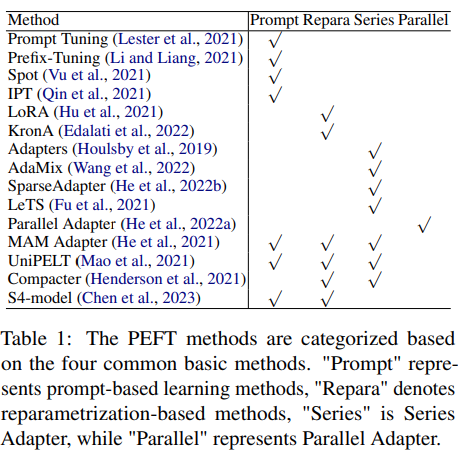 Method Prompt Repara Series Parallel
Prompt Tuning (Lester et al., 2021) ✓
Prefix-Tuning (Li and Liang, 2021) ✓
Spot (Vu et al., 2021) ✓
IPT (Qin et al., 2021) ✓
LoRA (Hu et al., 2021) ✓
KronA (Edalati et al., 2022) ✓
Adapters (Houlsby et al., 2019) ✓
AdaMix (Wang et al., 2022) ✓
SparseAdapter (He et al., 2022b) ✓
LeTS (Fu et al., 2021) ✓
Parallel Adapter (He et al., 2022a) ✓
MAM Adapter (He et al., 2021) ✓ ✓ ✓
UniPELT (Mao et al., 2021) ✓ ✓ ✓
Compacter (Henderson et al., 2021) ✓ ✓
S4-model (Chen et al., 2023) ✓ ✓
Table 1: The PEFT methods are categorized based
on the four common basic methods. "Prompt" repre-
sents prompt-based learning methods, "Repara" denotes
reparametrization-based methods, "Series" is Series
Adapter, while "Parallel" represents Parallel Adapter.